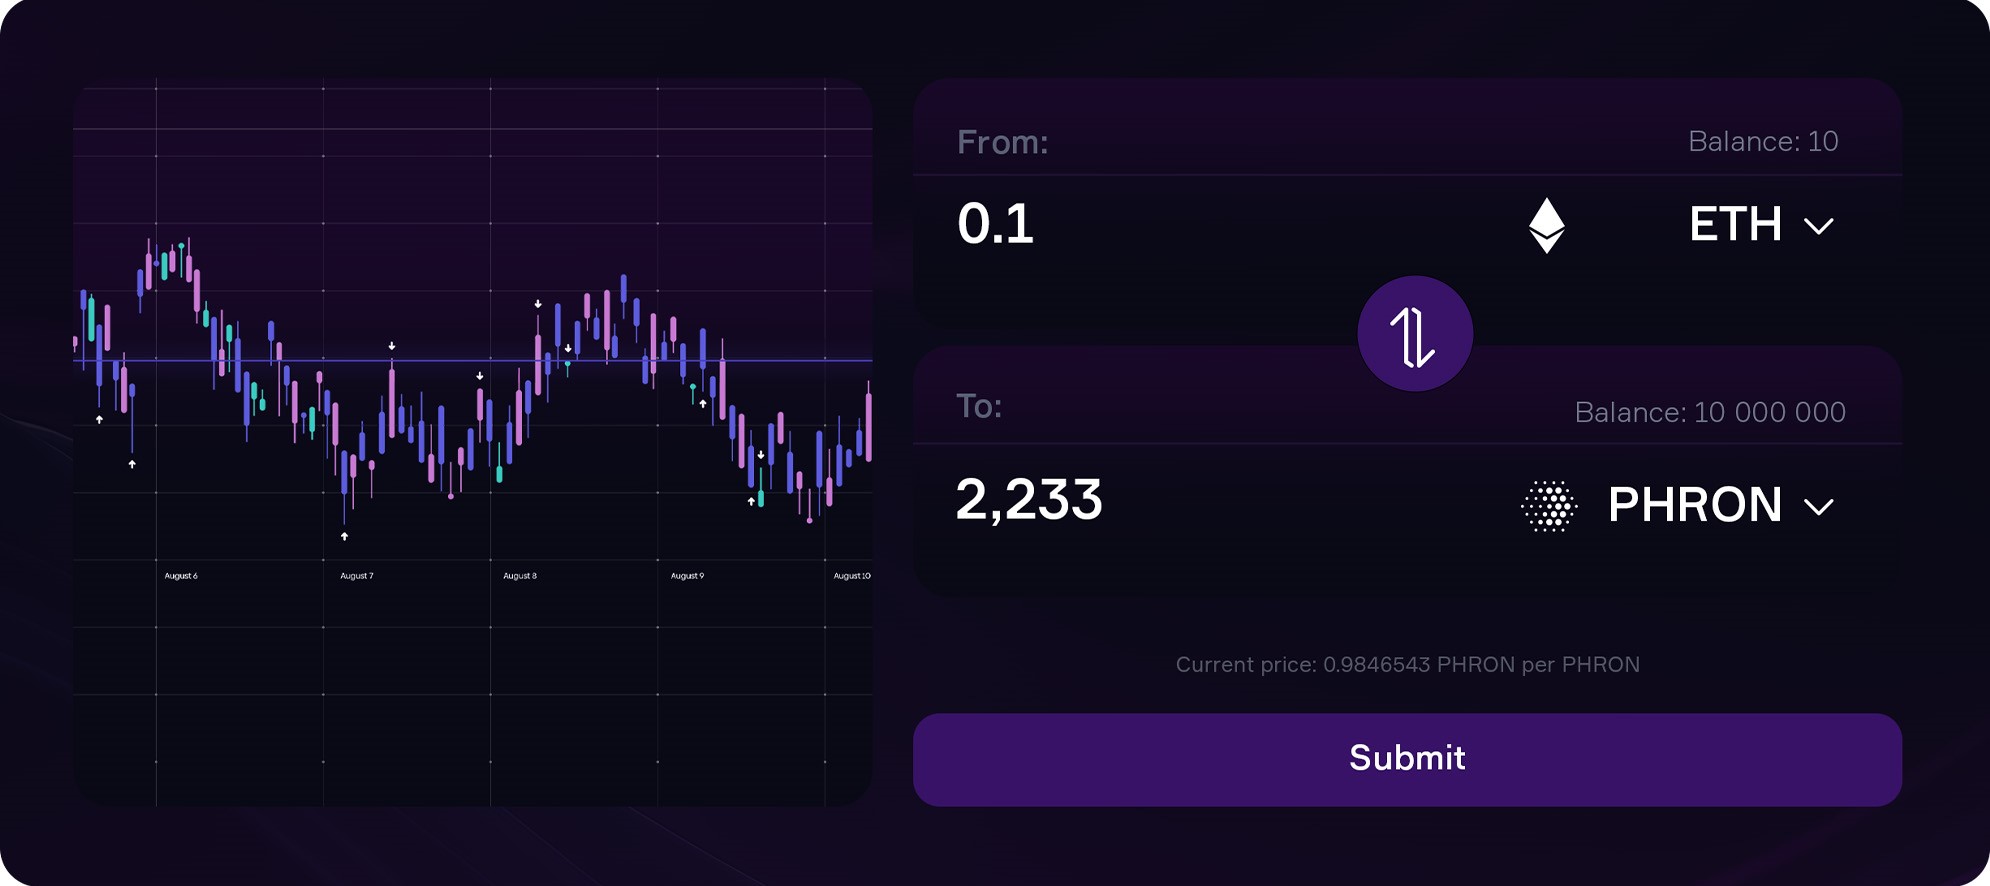 August 6
August 7
August 8
August 9
August 10
From:
Balance: 10
0.1
ETH
To:
Balance: 10 000 000
2,233
PHRON
Current price: 0.9846543 PHRON per PHRON
Submit